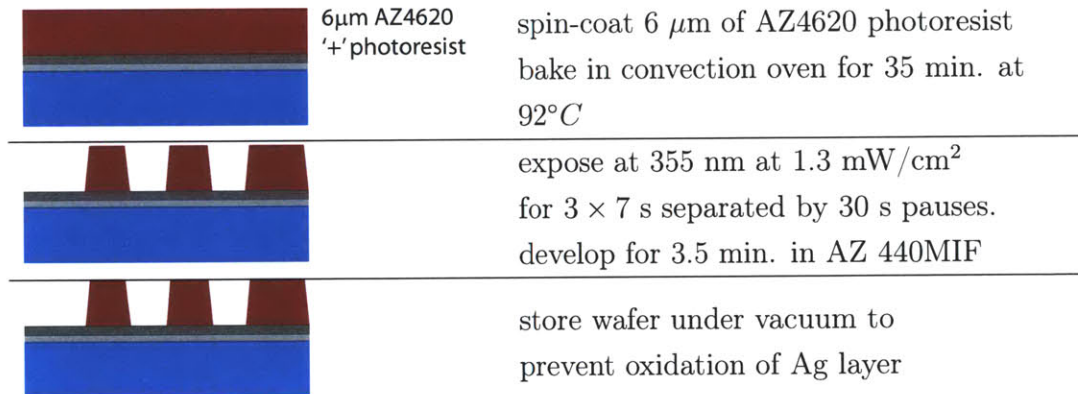 6μm AZ4620
‘+’ photoresist
spin-coat 6 μm of AZ4620 photoresist
bake in convection oven for 35 min. at
92°C
expose at 355 nm at 1.3 mW/cm²
for 3 × 7 s separated by 30 s pauses.
develop for 3.5 min. in AZ 440MIF
store wafer under vacuum to
prevent oxidation of Ag layer